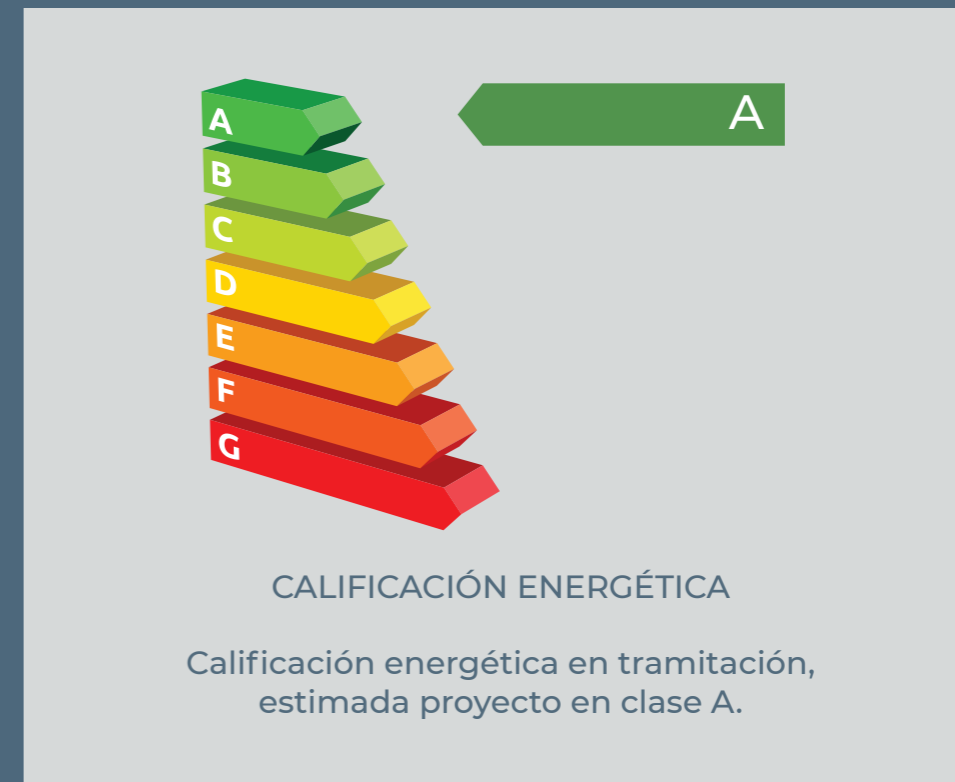 A
A
B
C
D
E
F
G
CALIFICACIÓN ENERGÉTICA
Calificación energética en tramitación,
estimada proyecto en clase A.